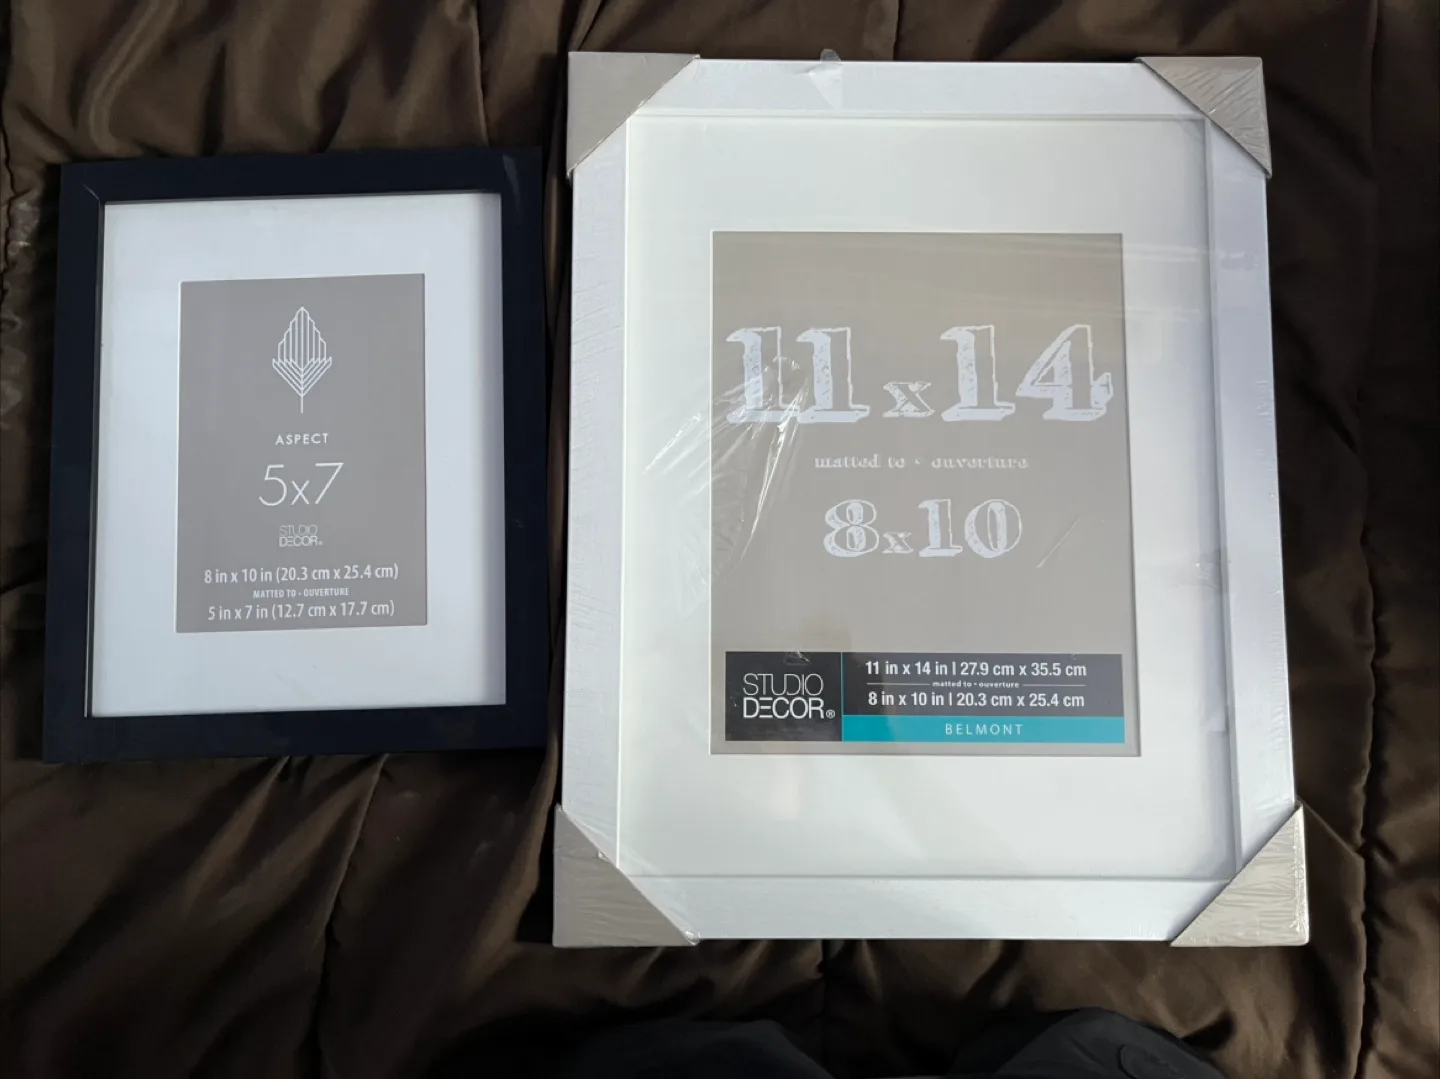 ASPECT
5x7
STUDIO
DECOR®
8 in x 10 in (20.3 cm x 25.4 cm)
MATTED TO • OUVERTURE
5 in x 7 in (12.7 cm x 17.7 cm)
11 x 14
matted to • ouverture
8x10
STUDIO
DECOR®
11 in x 14 in | 27.9 cm x 35.5 cm
matted to • ouverture
8 in x 10 in | 20.3 cm x 25.4 cm
BELMONT